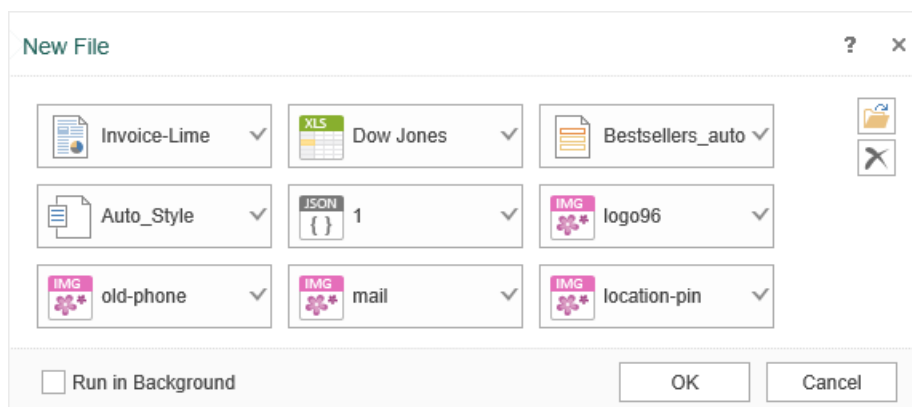 New File
?
Invoice-Lime
XLS
Dow Jones
Bestsellers_auto
Auto_Style
JSON
{ }
1
IMG
logo96
IMG
old-phone
IMG
mail
IMG
location-pin
Run in Background
OK
Cancel